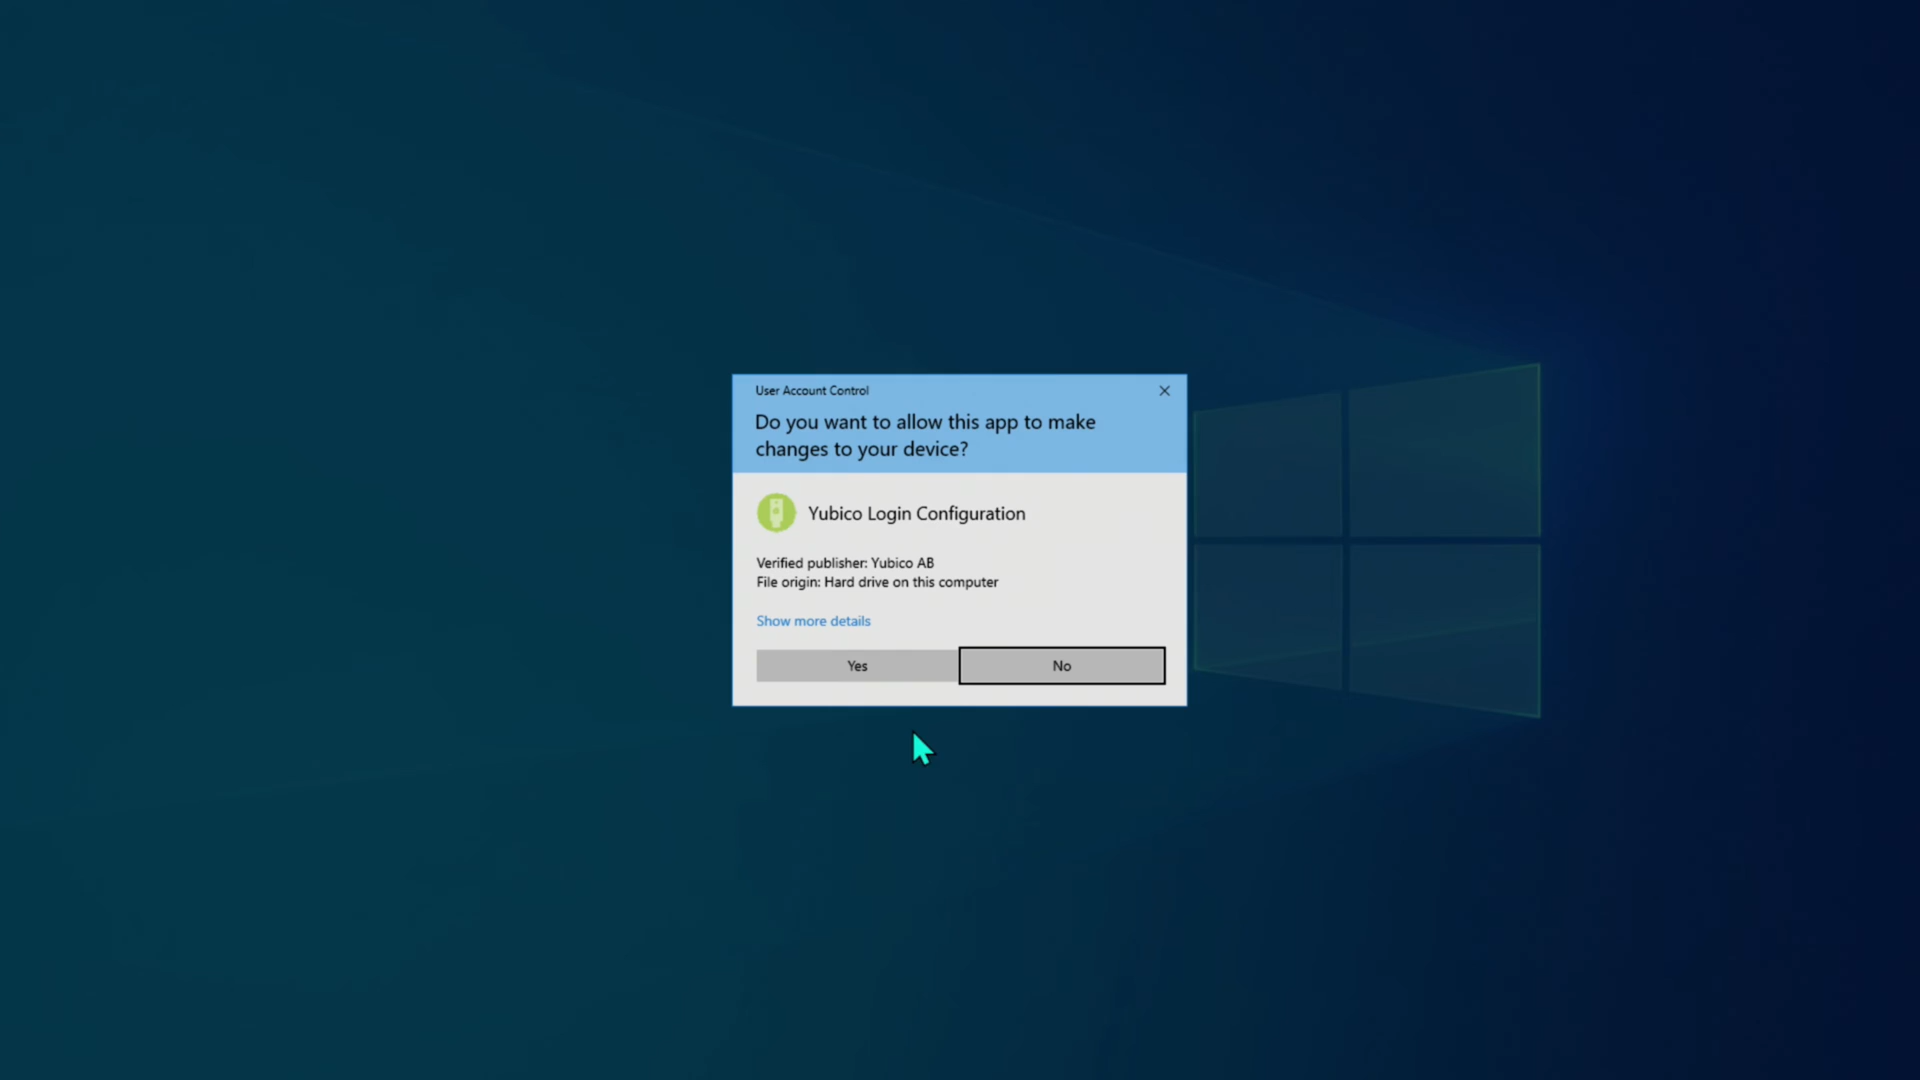 User Account Control
Do you want to allow this app to make
changes to your device?
Yubico Login Configuration
Verified publisher: Yubico AB
File origin: Hard drive on this computer
Show more details
Yes
No